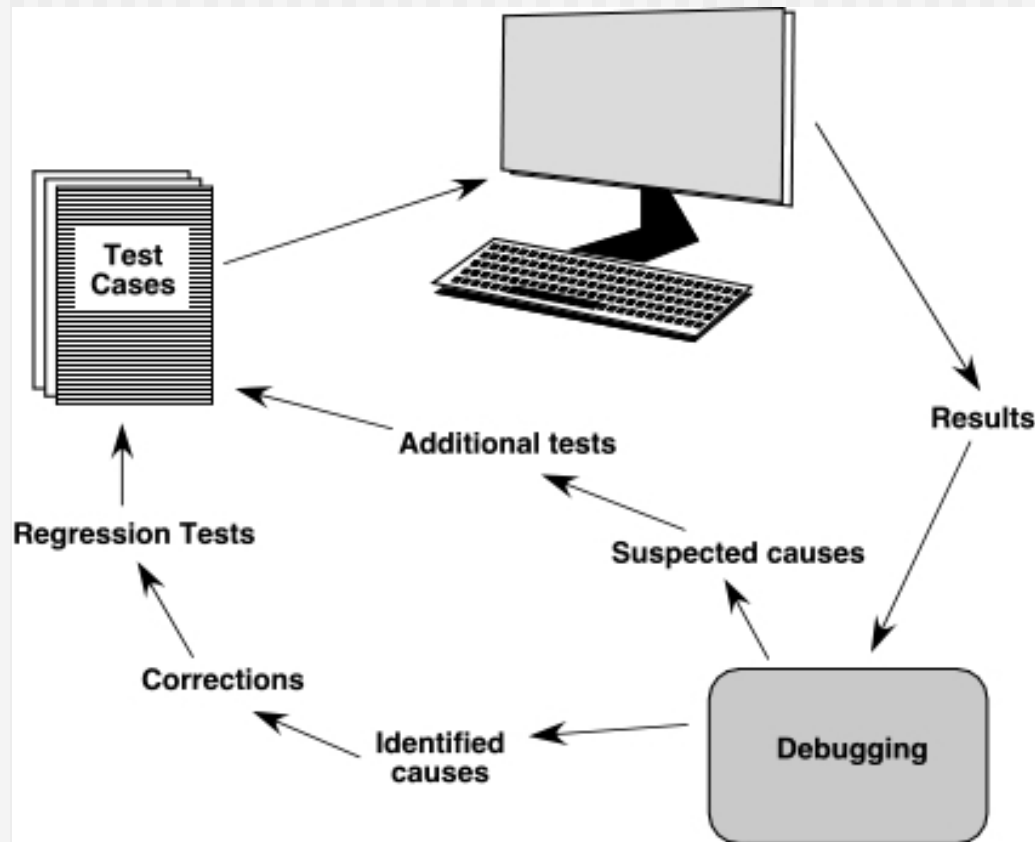 Test
Cases
Results
Additional tests
Regression Tests
Suspected causes
Corrections
Identified
causes
Debugging